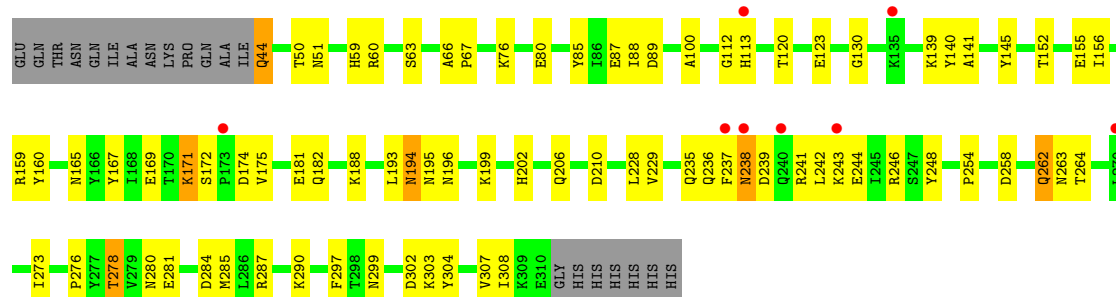 GLU GLN THR ASN GLN ILE ALA ASN LYS PRO GLN ALA ILE Q44 T50 N51 H59 R60 S63 A66 P67 K76 E80 Y85 I86 E87 I88 D89 A100 G112 H113 T120 E123 G130 K135 K139 Y140 A141 Y145 T152 E155 I156
R159 Y160 N165 Y166 Y167 I168 E169 T170 K171 S172 P173 D174 V175 E181 Q182 K188 L193 N194 N195 N196 K199 H202 Q206 D210 L228 V229 Q235 Q236 F237 N238 D239 Q240 R241 L242 K243 E244 I245 R246 S247 Y248 P254 D258 Q262 N263 T264
I273 P276 Y277 T278 V279 N280 E281 D284 M285 L286 R287 K290 F297 T298 N299 D302 K303 Y304 V307 I308 K309 E310 GLY HIS HIS HIS HIS HIS HIS